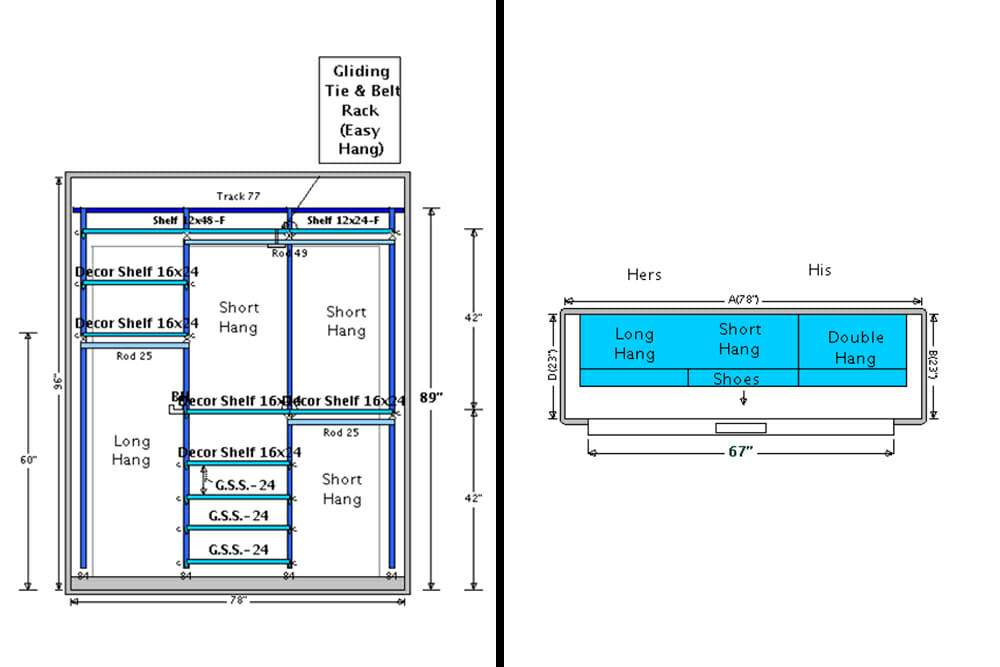 Gliding
Tie & Belt
Rack
(Easy
Hang)
Track 77
Shelf 12x48-F
Shelf 12x24-F
Rod 49
Decor Shelf 16x24
Short
Hang
Short
Hang
Decor Shelf 16x24
Rod 25
42"
96"
89"
Decor Shelf 16x24
Decor Shelf 16x24
Rod 25
Long
Hang
Decor Shelf 16x24
60"
G.S.S.-24
Short
Hang
42"
G.S.S.-24
G.S.S.-24
84
84
84
84
78"
Hers
His
A(78")
Long
Hang
Short
Hang
Double
Hang
D(23")
B(23")
Shoes
67"